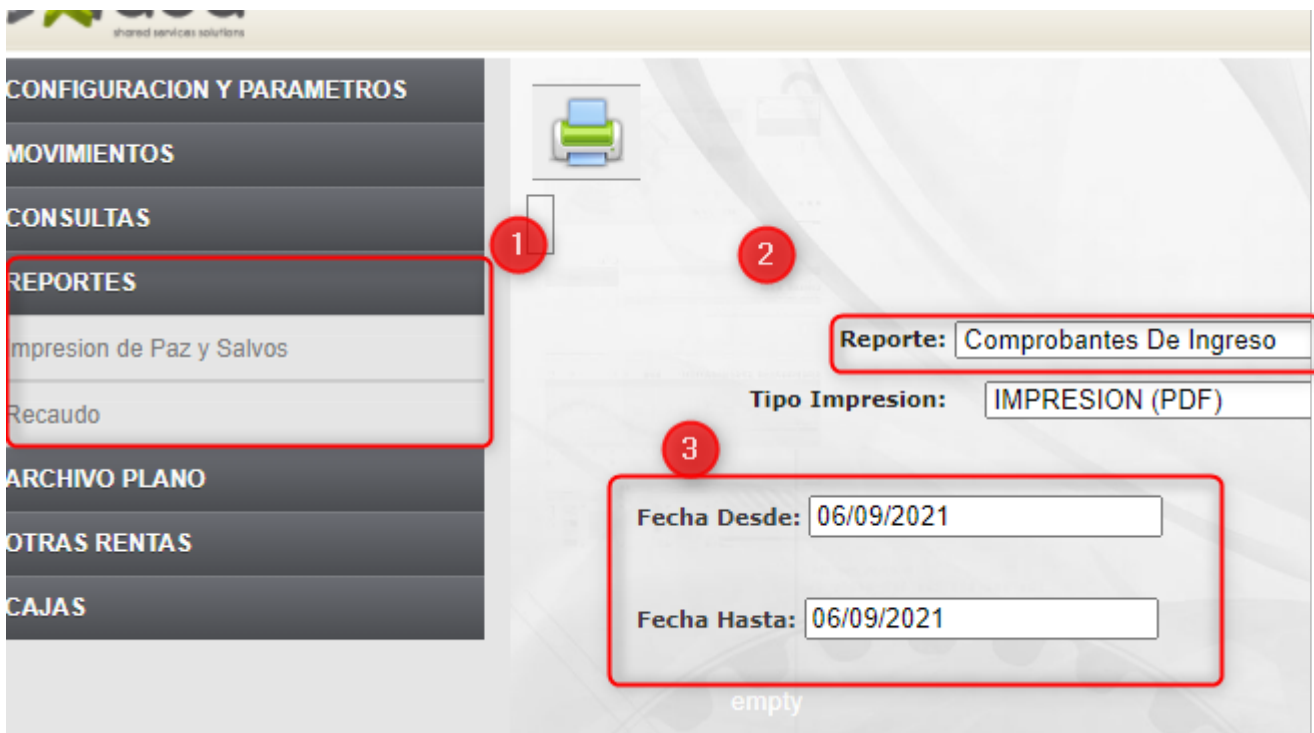 shared services solutions
CONFIGURACION Y PARAMETROS
MOVIMIENTOS
CONSULTAS
REPORTES
mpresion de Paz y Salvos
Recaudo
ARCHIVO PLANO
OTRAS RENTAS
CAJAS
1
2
Reporte: Comprobantes De Ingreso
Tipo Impresion: IMPRESION (PDF)
3
Fecha Desde: 06/09/2021
Fecha Hasta: 06/09/2021
empty